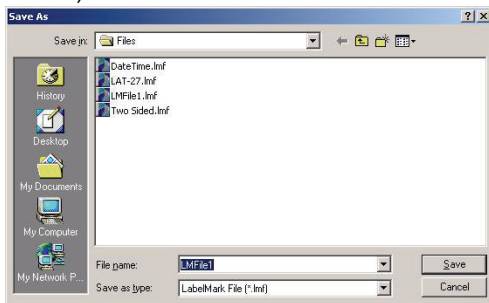 Save As
Save in: Files
History
Desktop
My Documents
My Computer
My Network P...
DateTime.lmf
LAT-27.lmf
LMFile1.lmf
Two Sided.lmf
File name: LMFile1 Save
Save as type: LabelMark File (*.lmf) Cancel